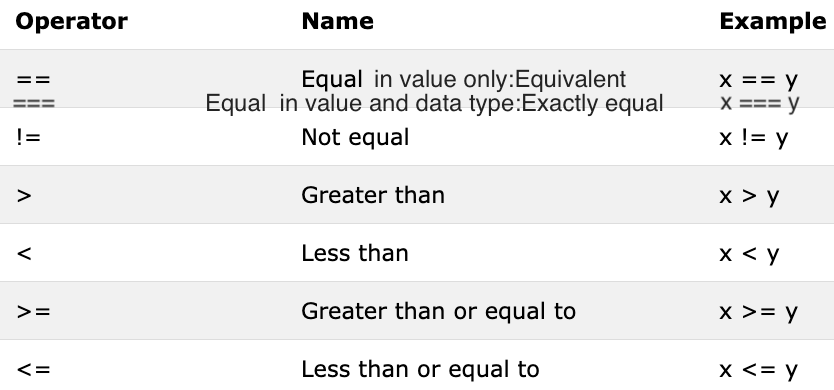 Operator Name Example
== Equal in value only:Equivalent x == y
=== Equal in value and data type:Exactly equal x === y
!= Not equal x != y
> Greater than x > y
< Less than x < y
>= Greater than or equal to x >= y
<= Less than or equal to x <= y